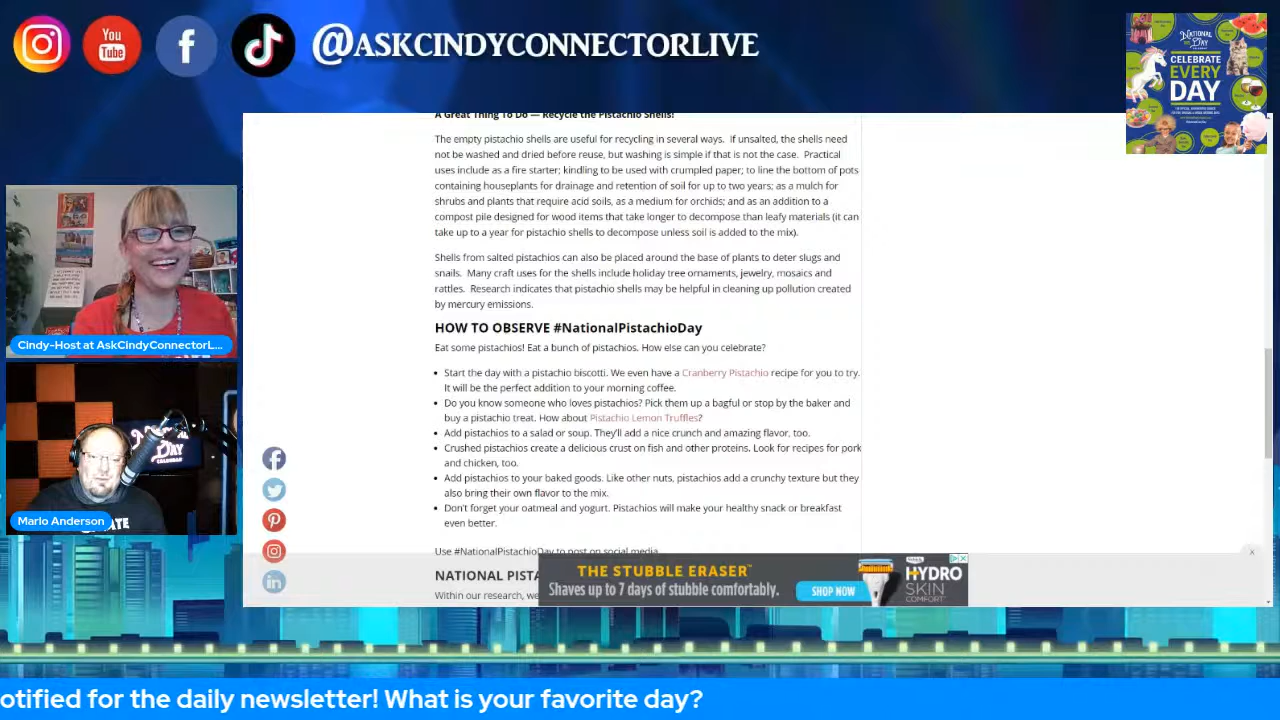 You
Tube
@ASKCINDYCONNECTORLIVE
NATIONAL
DAY
CELEBRATE
EVERY
DAY
A Great Thing To Do — Recycle the Pistachio Shells!
The empty pistachio shells are useful for recycling in several ways. If unsalted, the shells need
not be washed and dried before reuse, but washing is simple if that is not the case. Practical
uses include as a fire starter; kindling to be used with crumpled paper; to line the bottom of pots
containing houseplants for drainage and retention of soil for up to two years; as a mulch for
shrubs and plants that require acid soils, as a medium for orchids; and as an addition to a
compost pile designed for wood items that take longer to decompose than leafy materials (it can
take up to a year for pistachio shells to decompose unless soil is added to the mix).
Shells from salted pistachios can also be placed around the base of plants to deter slugs and
snails. Many craft uses for the shells include holiday tree ornaments, jewelry, mosaics and
rattles. Research indicates that pistachio shells may be helpful in cleaning up pollution created
by mercury emissions.
HOW TO OBSERVE #NationalPistachioDay
Eat some pistachios! Eat a bunch of pistachios. How else can you celebrate?
• Start the day with a pistachio biscotti. We even have a Cranberry Pistachio recipe for you to try.
It will be the perfect addition to your morning coffee.
• Do you know someone who loves pistachios? Pick them up a bagful or stop by the baker and
buy a pistachio treat. How about Pistachio Lemon Truffles?
• Add pistachios to a salad or soup. They'll add a nice crunch and amazing flavor, too.
• Crushed pistachios create a delicious crust on fish and other proteins. Look for recipes for pork
and chicken, too.
• Add pistachios to your baked goods. Like other nuts, pistachios add a crunchy texture but they
also bring their own flavor to the mix.
• Don't forget your oatmeal and yogurt. Pistachios will make your healthy snack or breakfast
even better.
Use #NationalPistachioDay to post on social media.
NATIONAL PISTA
Within our research, we
THE STUBBLE ERASER™
Shaves up to 7 days of stubble comfortably.
SHOP NOW
HYDRO
SKIN
COMFORT
Cindy-Host at AskCindyConnectorL...
NATIONAL
DAY
CALENDAR
Marlo Anderson
otified for the daily newsletter! What is your favorite day?